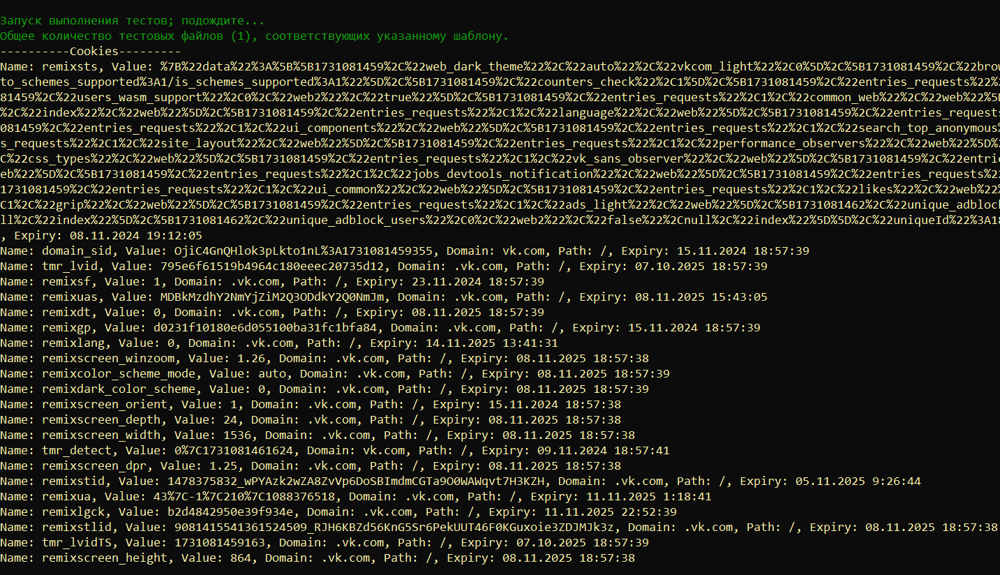 Запуск выполнения тестов; подождите...
Общее количество тестовых файлов (1), соответствующих указанному шаблону.
----------Cookies---------
Name: remixsts, Value: %7B%22data%22%3A%5B%5B1731081459%2C%22web_dark_theme%22%2C%22auto%22%2C%22vkcom_light%22%2C0%5D%2C%5B1731081459%2C%22brow
to_schemes_supported%3A1/is_schemes_supported%3A1%22%5D%2C%5B1731081459%2C%22counters_check%22%2C1%5D%2C%5B1731081459%2C%22entries_requests%22%2
81459%2C%22users_wasm_support%22%2C0%2C%22web2%22%2C%22true%22%5D%2C%5B1731081459%2C%22entries_requests%22%2C1%2C%22common_web%22%2C%22web%22%5D
%2C%22index%22%2C%22web%22%5D%2C%5B1731081459%2C%22entries_requests%22%2C1%2C%22language%22%2C%22web%22%5D%2C%5B1731081459%2C%22entries_requests
081459%2C%22entries_requests%22%2C1%2C%22ui_components%22%2C%22web%22%5D%2C%5B1731081459%2C%22entries_requests%22%2C1%2C%22search_top_anonymous%
s_requests%22%2C1%2C%22site_layout%22%2C%22web%22%5D%2C%5B1731081459%2C%22entries_requests%22%2C1%2C%22performance_observers%22%2C%22web%22%5D%2
C%22css_types%22%2C%22web%22%5D%2C%5B1731081459%2C%22entries_requests%22%2C1%2C%22vk_sans_observer%22%2C%22web%22%5D%2C%5B1731081459%2C%22entrie
eb%22%5D%2C%5B1731081459%2C%22entries_requests%22%2C1%2C%22jobs_devtools_notification%22%2C%22web%22%5D%2C%5B1731081459%2C%22entries_requests%22
1731081459%2C%22entries_requests%22%2C1%2C%22ui_common%22%2C%22web%22%5D%2C%5B1731081459%2C%22entries_requests%22%2C1%2C%22likes%22%2C%22web%22%
C1%2C%22grip%22%2C%22web%22%5D%2C%5B1731081459%2C%22entries_requests%22%2C1%2C%22ads_light%22%2C%22web%22%5D%2C%5B1731081462%2C%22unique_adblock
ll%2C%22index%22%5D%2C%5B1731081462%2C%22unique_adblock_users%22%2C0%2C%22web2%22%2C%22false%22%2Cnull%2C%22index%22%5D%5D%2C%22uniqueId%22%3A18
, Expiry: 08.11.2024 19:12:05
Name: domain_sid, Value: OjiC4GnQHlok3pLkto1nL%3A1731081459355, Domain: vk.com, Path: /, Expiry: 15.11.2024 18:57:39
Name: tmr_lvid, Value: 795e6f61519b4964c180eeec20735d12, Domain: .vk.com, Path: /, Expiry: 07.10.2025 18:57:39
Name: remixsf, Value: 1, Domain: .vk.com, Path: /, Expiry: 23.11.2024 18:57:39
Name: remixuas, Value: MDBkMzdhY2NmYjZiM2Q3ODdkY2Q0NmJm, Domain: .vk.com, Path: /, Expiry: 08.11.2025 15:43:05
Name: remixdt, Value: 0, Domain: .vk.com, Path: /, Expiry: 08.11.2025 18:57:39
Name: remixgp, Value: d0231f10180e6d055100ba31fc1bfa84, Domain: .vk.com, Path: /, Expiry: 15.11.2024 18:57:39
Name: remixlang, Value: 0, Domain: .vk.com, Path: /, Expiry: 14.11.2025 13:41:31
Name: remixscreen_winzoom, Value: 1.26, Domain: .vk.com, Path: /, Expiry: 08.11.2025 18:57:38
Name: remixcolor_scheme_mode, Value: auto, Domain: .vk.com, Path: /, Expiry: 08.11.2025 18:57:39
Name: remixdark_color_scheme, Value: 0, Domain: .vk.com, Path: /, Expiry: 08.11.2025 18:57:39
Name: remixscreen_orient, Value: 1, Domain: .vk.com, Path: /, Expiry: 15.11.2024 18:57:38
Name: remixscreen_depth, Value: 24, Domain: .vk.com, Path: /, Expiry: 08.11.2025 18:57:38
Name: remixscreen_width, Value: 1536, Domain: .vk.com, Path: /, Expiry: 08.11.2025 18:57:38
Name: tmr_detect, Value: 0%7C1731081461624, Domain: vk.com, Path: /, Expiry: 09.11.2024 18:57:41
Name: remixscreen_dpr, Value: 1.25, Domain: .vk.com, Path: /, Expiry: 08.11.2025 18:57:38
Name: remixstid, Value: 1478375832_wPYAzk2wZA8ZvVp6DoSBImdmCGTa9O0WAWqvt7H3KZH, Domain: .vk.com, Path: /, Expiry: 05.11.2025 9:26:44
Name: remixua, Value: 43%7C-1%7C210%7C1088376518, Domain: .vk.com, Path: /, Expiry: 11.11.2025 1:18:41
Name: remixlgck, Value: b2d4842950e39f934e, Domain: .vk.com, Path: /, Expiry: 11.11.2025 22:52:39
Name: remixstlid, Value: 9081415541361524509_RJH6KBZd56KnG5Sr6PekUUT46F0KGuxoie3ZDJMJk3z, Domain: .vk.com, Path: /, Expiry: 08.11.2025 18:57:38
Name: tmr_lvidTS, Value: 1731081459163, Domain: .vk.com, Path: /, Expiry: 07.10.2025 18:57:39
Name: remixscreen_height, Value: 864, Domain: .vk.com, Path: /, Expiry: 08.11.2025 18:57:38